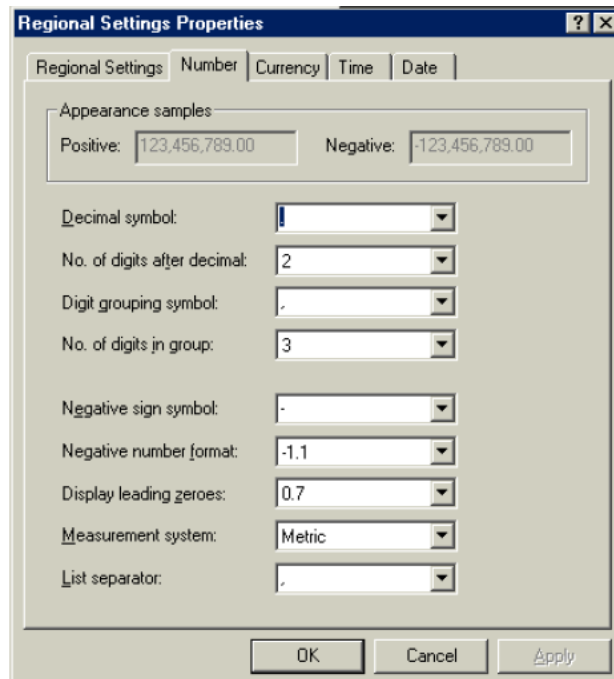 Regional Settings Properties
Regional Settings Number Currency Time Date
Appearance samples
Positive: 123,456,789.00 Negative: -123,456,789.00
Decimal symbol: .
No. of digits after decimal: 2
Digit grouping symbol: ,
No. of digits in group: 3
Negative sign symbol: -
Negative number format: -1.1
Display leading zeroes: 0.7
Measurement system: Metric
List separator: ,
OK Cancel Apply